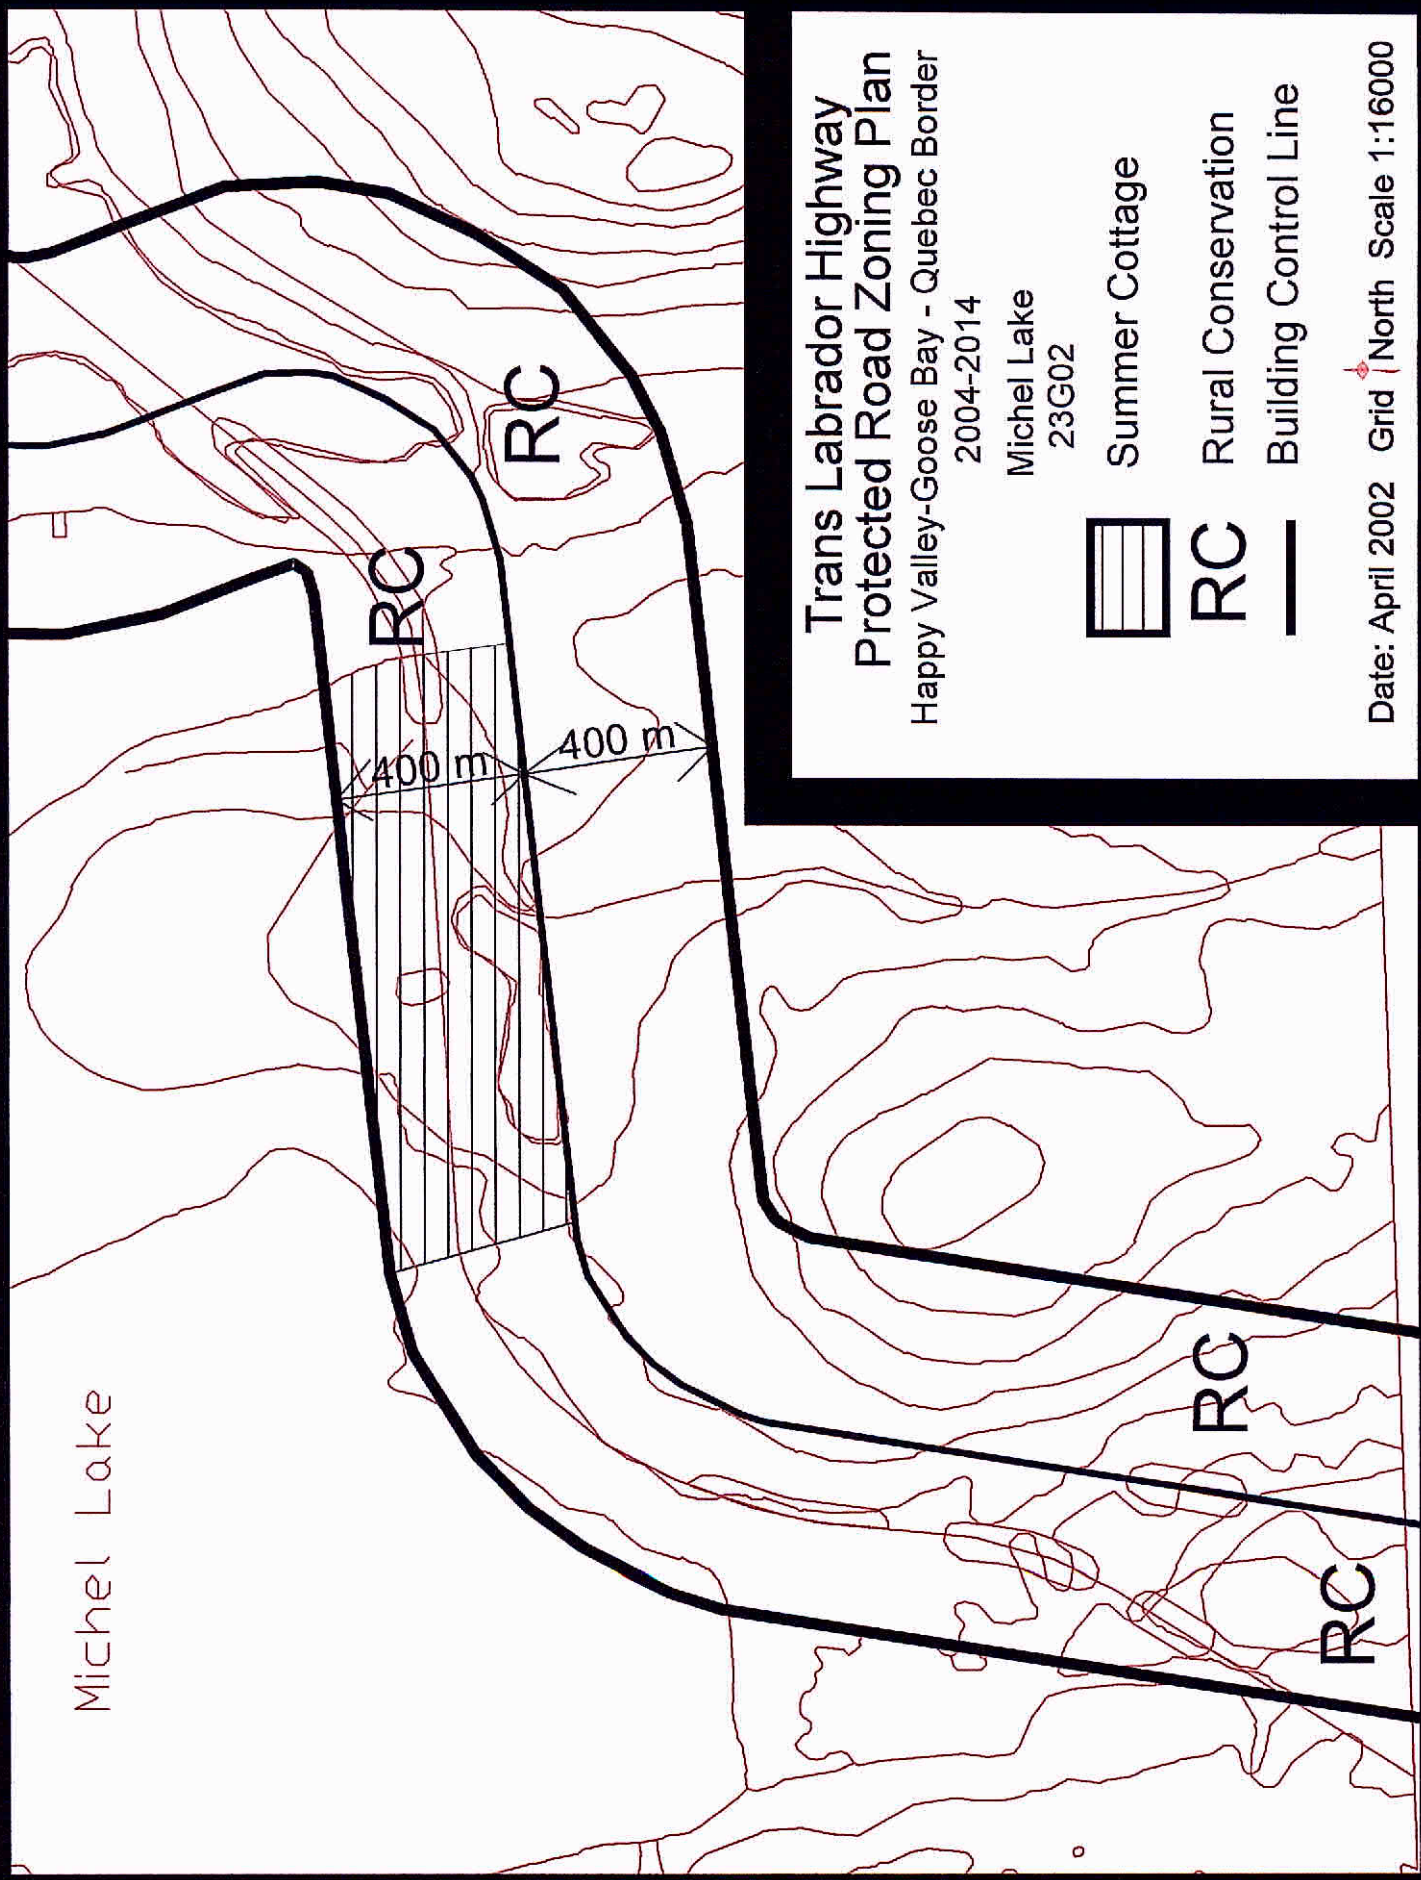 Michel Lake
RC
RC
400 m
400 m
RC
RC
Trans Labrador Highway
Protected Road Zoning Plan
Happy Valley-Goose Bay - Quebec Border
2004-2014
Michel Lake
23G02
Summer Cottage
RC Rural Conservation
Building Control Line
Date: April 2002 Grid North Scale 1:16000